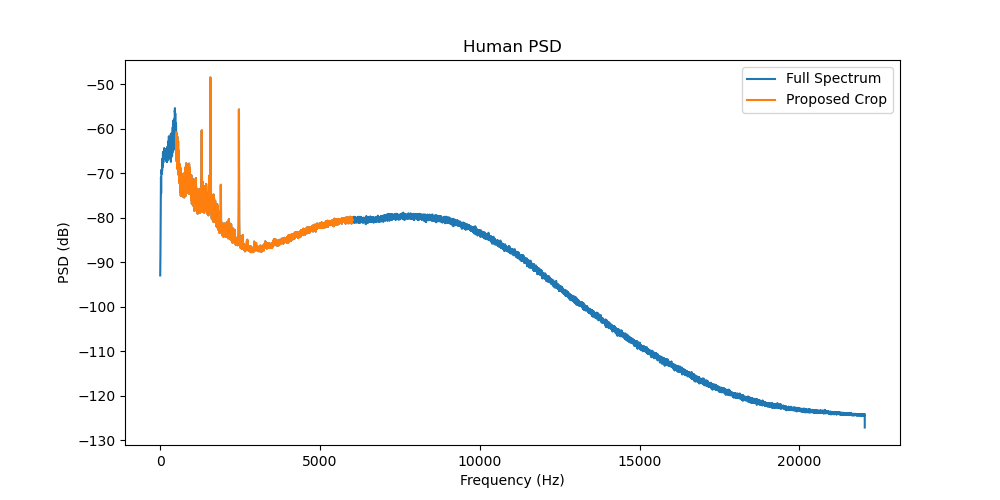 Human PSD
Full Spectrum
Proposed Crop
PSD (dB)
−50
−60
−70
−80
−90
−100
−110
−120
−130
0
5000
10000
15000
20000
Frequency (Hz)